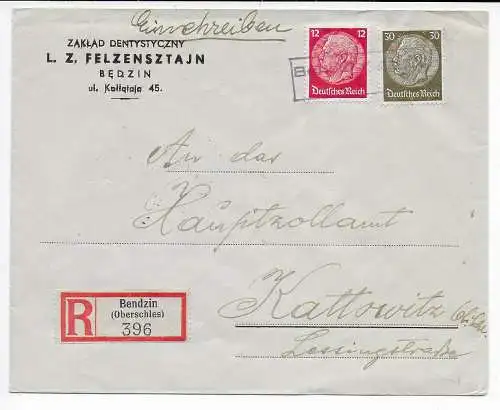 Einschreiben
ZAKŁAD DENTYSTYCZNY
L. Z. FELZENSZTAJN
BĘDZIN
ul. Kołłątaja 45.
12 12
Deutsches Reich
30 30
Deutsches Reich
An das
Hauptzollamt
Kattowitz
Lessingstraße
R
Bendzin
(Oberschles)
396